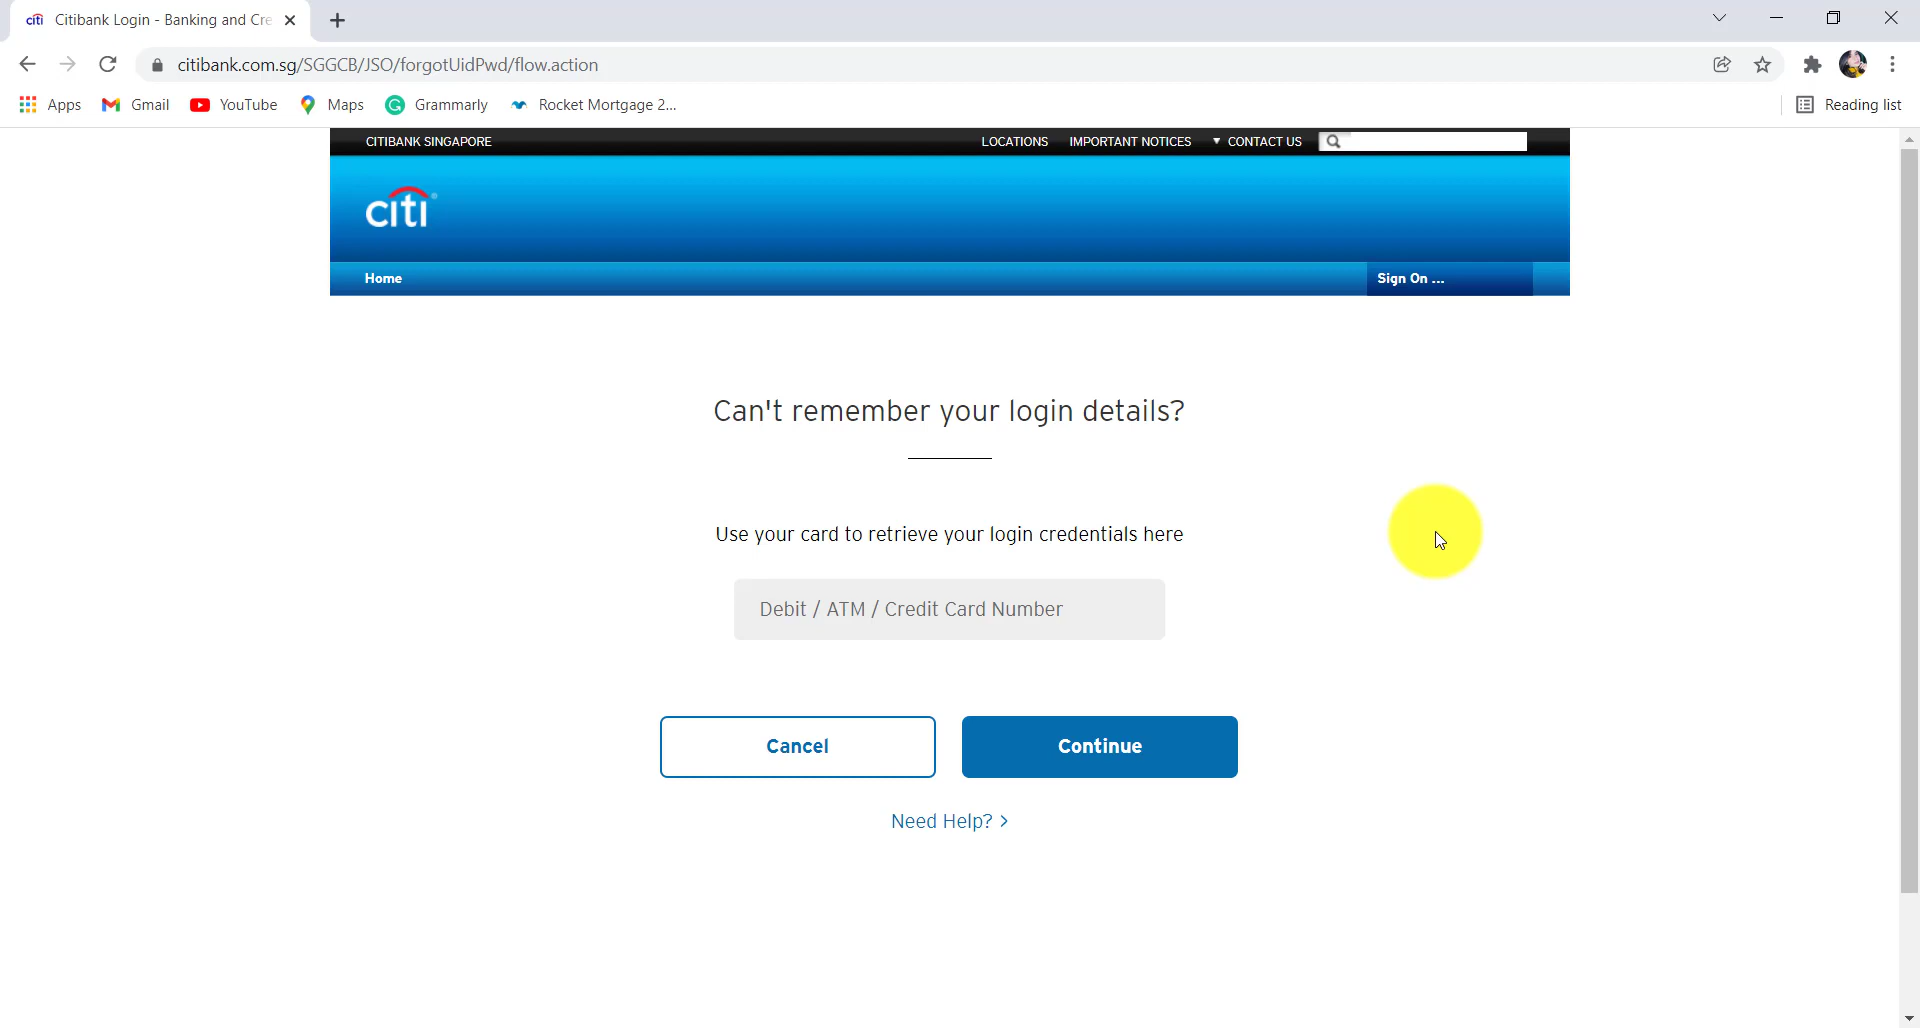 citi Citibank Login - Banking and Cre
citibank.com.sg/SGGCB/JSO/forgotUidPwd/flow.action
Apps Gmail YouTube Maps Grammarly Rocket Mortgage 2... Reading list
CITIBANK SINGAPORE LOCATIONS IMPORTANT NOTICES CONTACT US
citi®
Home Sign On ...
Can't remember your login details?
Use your card to retrieve your login credentials here
Debit / ATM / Credit Card Number
Cancel Continue
Need Help? >